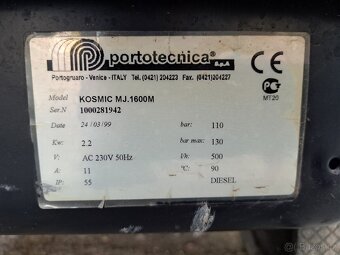 portotecnica S.p.A
Portogruaro - Venice - ITALY Tel. (0421) 204223 Fax. (0421)204227
CE
MT20
Model KOSMIC MJ.1600M
Ser.N 1000281942
Date 24/03/99 bar: 110
Kw: 2.2 bar max: 130
V: AC 230V 50Hz l/h: 500
A: 11 °C: 90
IP: 55 DIESEL